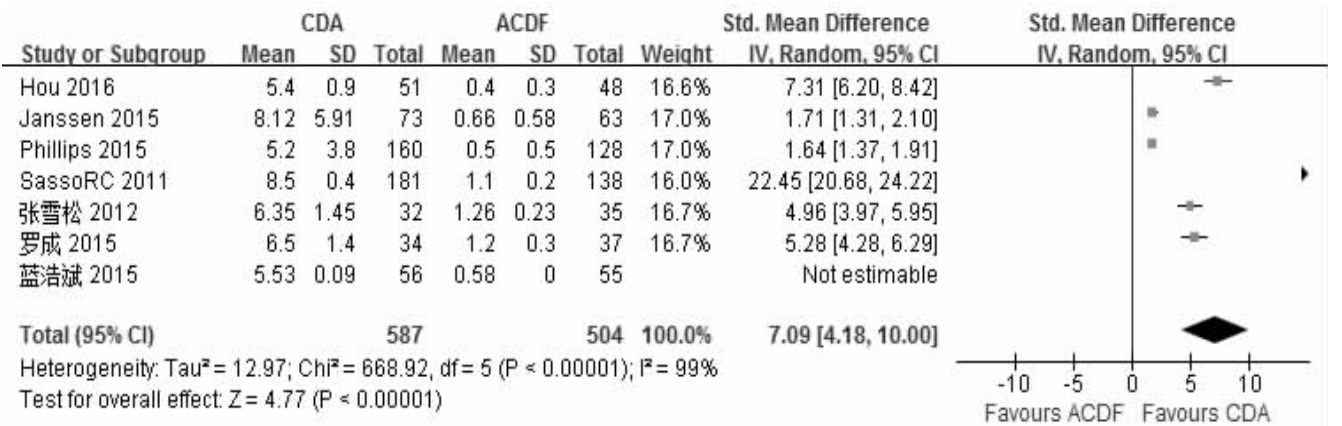 CDA ACDF Std. Mean Difference Std. Mean Difference
Study or Subgroup Mean SD Total Mean SD Total Weight IV, Random, 95% CI IV, Random, 95% CI
Hou 2016 5.4 0.9 51 0.4 0.3 48 16.6% 7.31 [6.20, 8.42]
Janssen 2015 8.12 5.91 73 0.66 0.58 63 17.0% 1.71 [1.31, 2.10]
Phillips 2015 5.2 3.8 160 0.5 0.5 128 17.0% 1.64 [1.37, 1.91]
SassoRC 2011 8.5 0.4 181 1.1 0.2 138 16.0% 22.45 [20.68, 24.22]
张雪松 2012 6.35 1.45 32 1.26 0.23 35 16.7% 4.96 [3.97, 5.95]
罗成 2015 6.5 1.4 34 1.2 0.3 37 16.7% 5.28 [4.28, 6.29]
蓝浩斌 2015 5.53 0.09 56 0.58 0 55 Not estimable
Total (95% CI) 587 504 100.0% 7.09 [4.18, 10.00]
Heterogeneity: Tau² = 12.97; Chi² = 668.92, df = 5 (P < 0.00001); I² = 99%
Test for overall effect: Z = 4.77 (P < 0.00001)
-10 -5 0 5 10
Favours ACDF Favours CDA